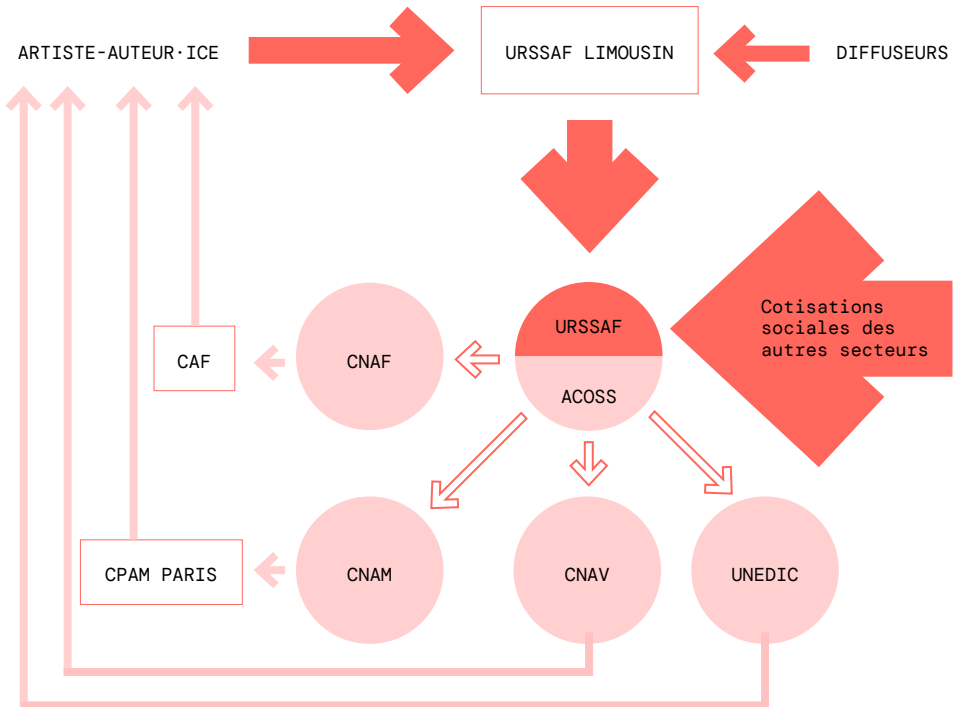 ARTISTE-AUTEUR·ICE
URSSAF LIMOUSIN
DIFFUSEURS
Cotisations
sociales des
autres secteurs
URSSAF
ACOSS
CNAF
CAF
CPAM PARIS
CNAM
CNAV
UNEDIC